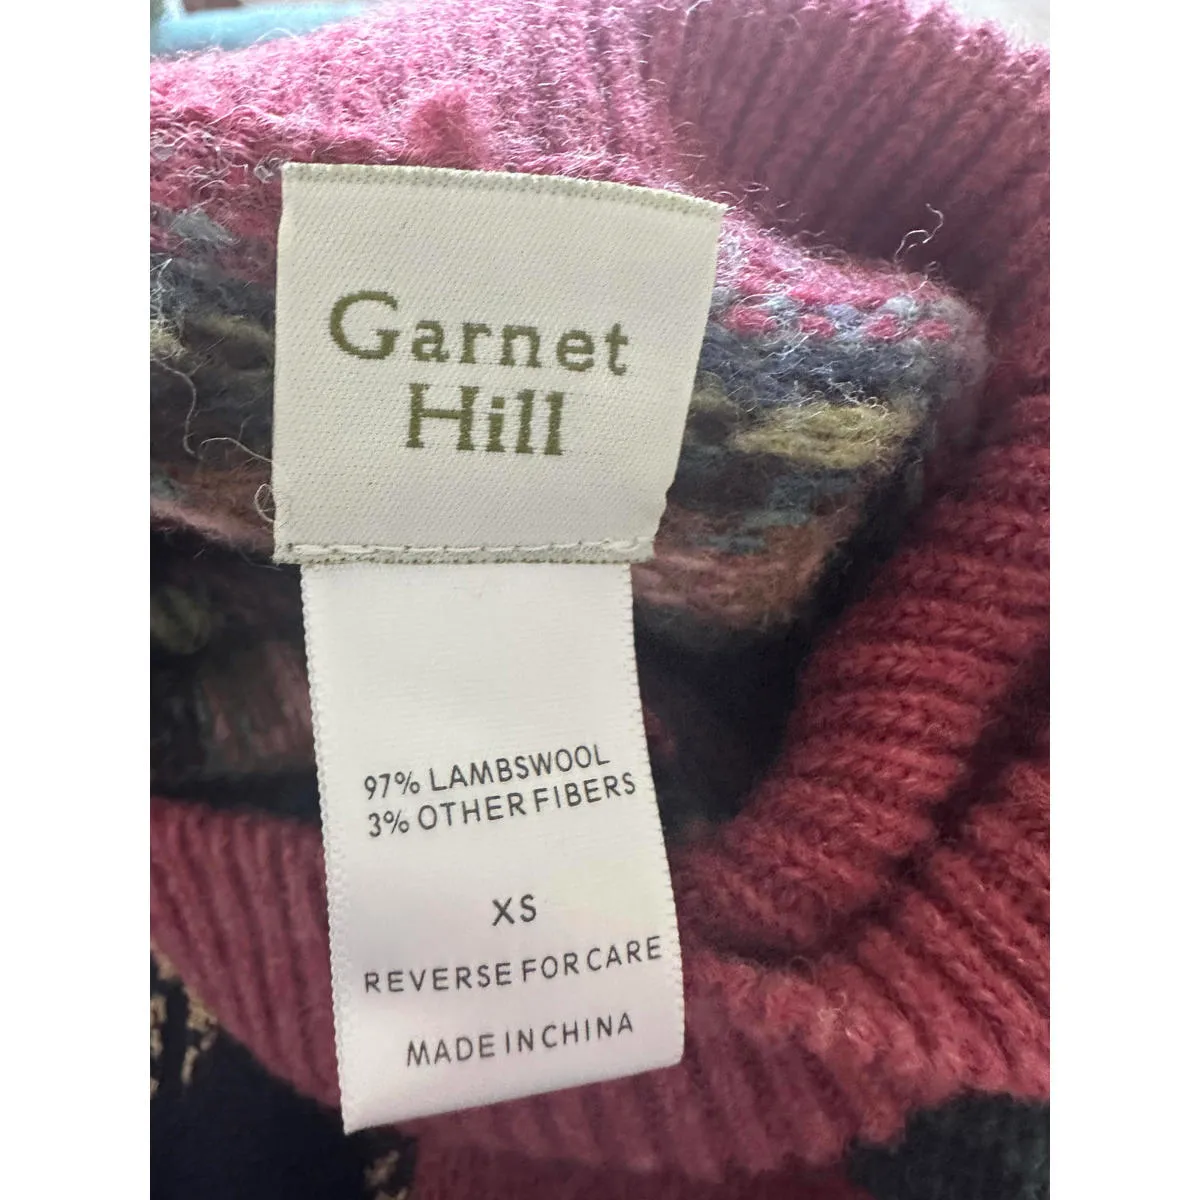 Garnet
Hill
97% LAMBSWOOL
3% OTHER FIBERS
XS
REVERSE FOR CARE
MADE IN CHINA